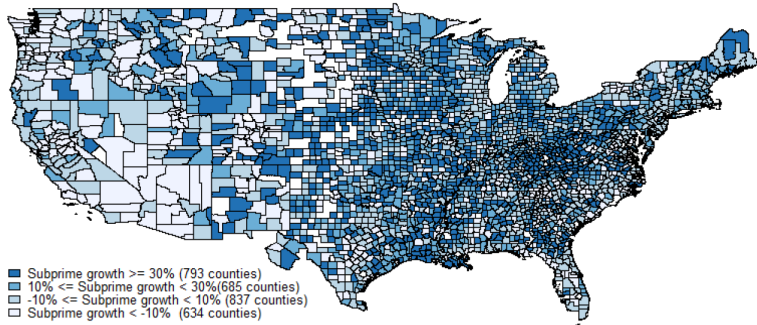 Subprime growth >= 30% (793 counties)
10% <= Subprime growth < 30%(685 counties)
-10% <= Subprime growth < 10% (837 counties)
Subprime growth < -10% (634 counties)